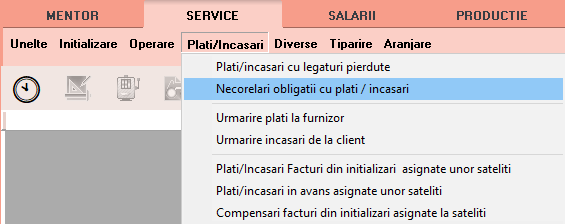 MENTOR SERVICE SALARII PRODUCTIE
Unelte Initializare Operare Plati/Incasari Diverse Tiparire Aranjare
Plati/incasari cu legaturi pierdute
Necorelari obligatii cu plati / incasari
Urmarire plati la furnizor
Urmarire incasari de la client
Plati/Incasari Facturi din initializari asignate unor sateliti
Plati/incasari in avans asignate unor sateliti
Compensari facturi din initializari asignate la sateliti